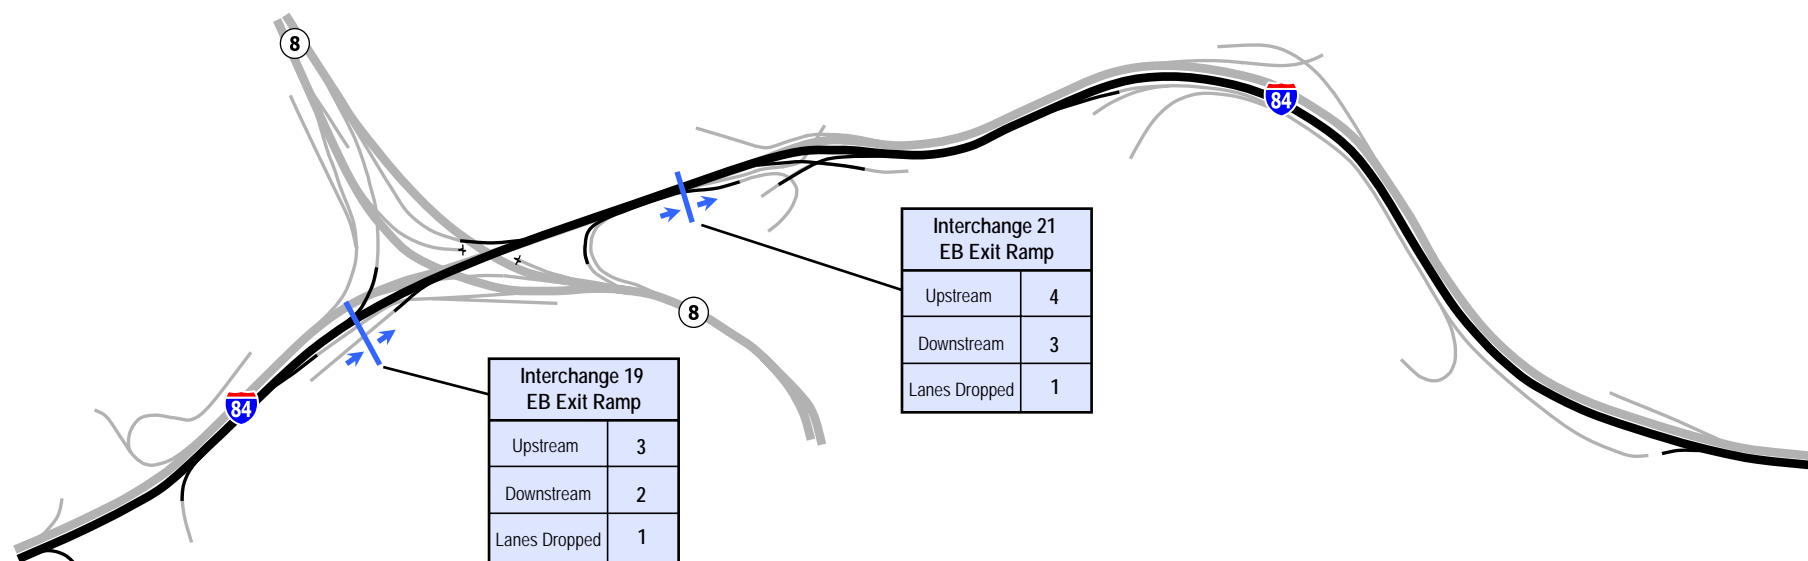 8
84
84
Interchange 21
EB Exit Ramp
Upstream 4
Downstream 3
Lanes Dropped 1
8
Interchange 19
EB Exit Ramp
Upstream 3
Downstream 2
Lanes Dropped 1